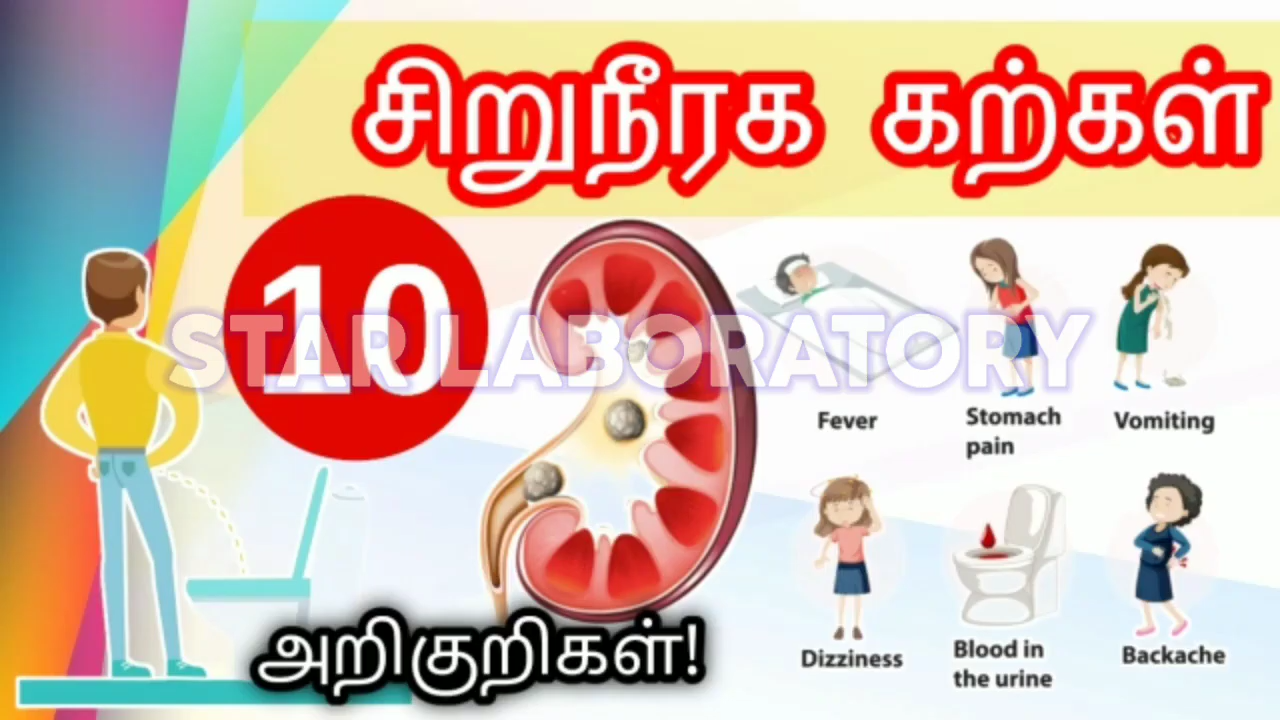 சிறுநீரக கற்கள்
10
STAR LABORATORY
Fever
Stomach
pain
Vomiting
Dizziness
Blood in
the urine
Backache
அறிகுறிகள்!